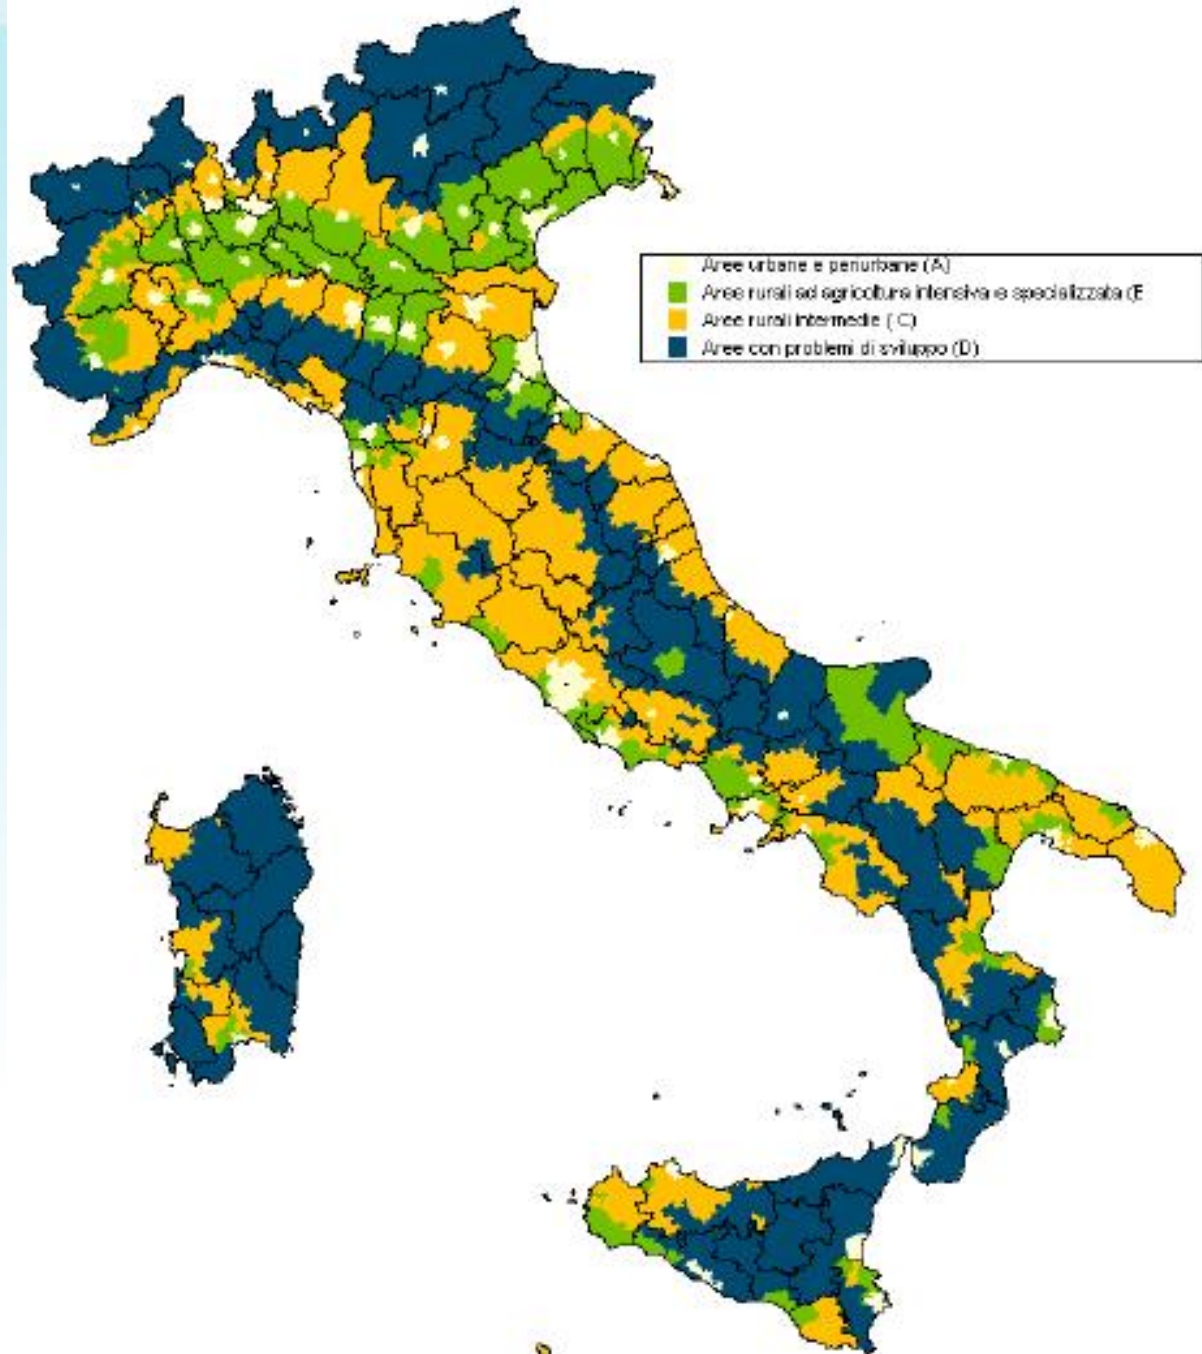 Aree urbane e periurbane (A)
Aree rurali ad agricoltura intensiva e specializzata (E
Aree rurali intermedie ( C)
Aree con problemi di sviluppo (D)